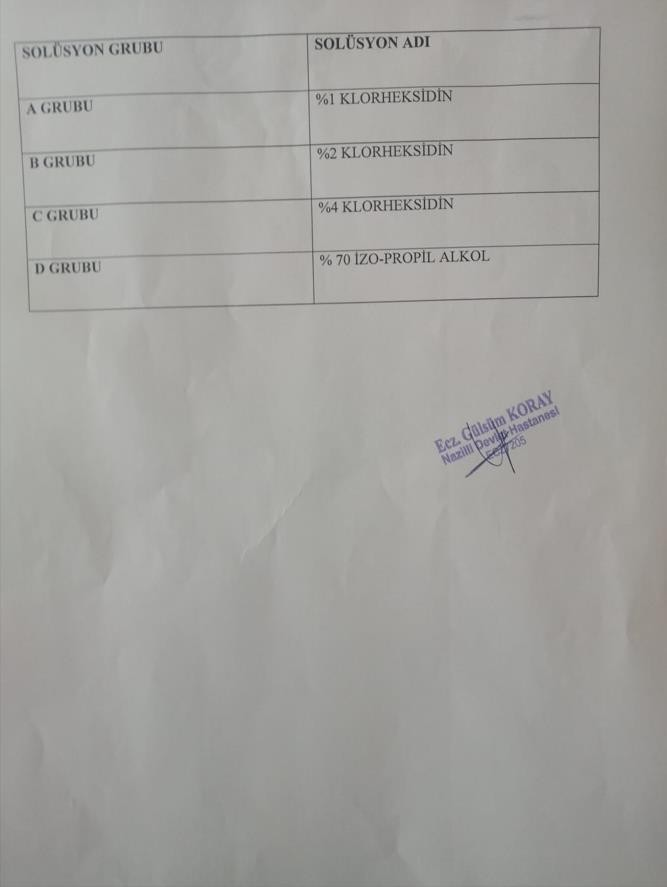 SOLÜSYON GRUBU SOLÜSYON ADI
A GRUBU %1 KLORHEKSİDİN
B GRUBU %2 KLORHEKSİDİN
C GRUBU %4 KLORHEKSİDİN
D GRUBU % 70 İZO-PROPİL ALKOL
Ecz. Gülsüm KORAY
Nazilli Devlet Hastanesi
205